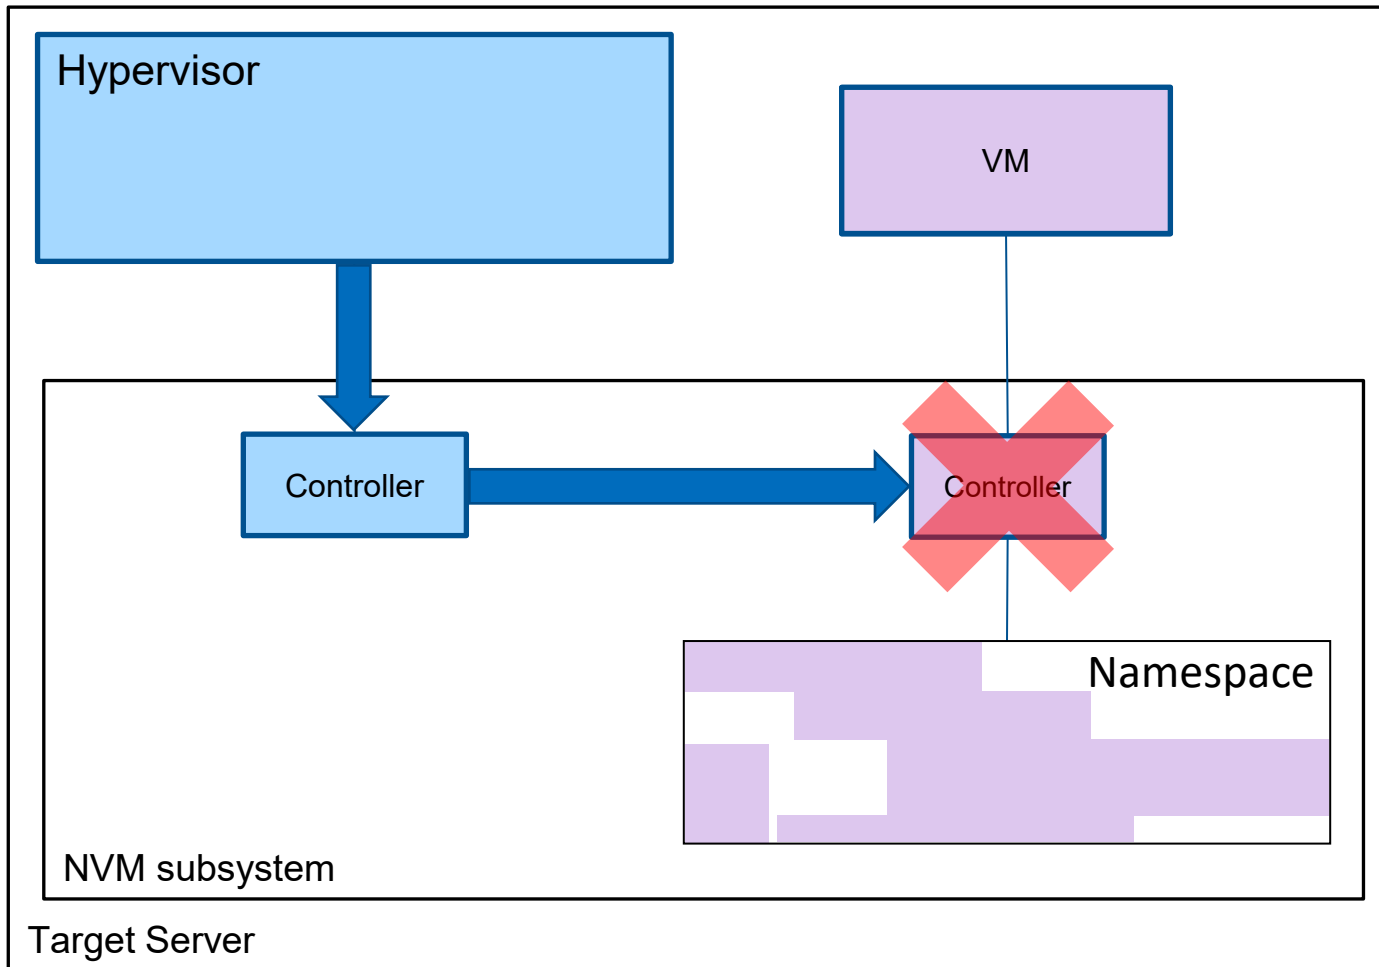 Hypervisor
VM
Controller
Controller
Namespace
NVM subsystem
Target Server